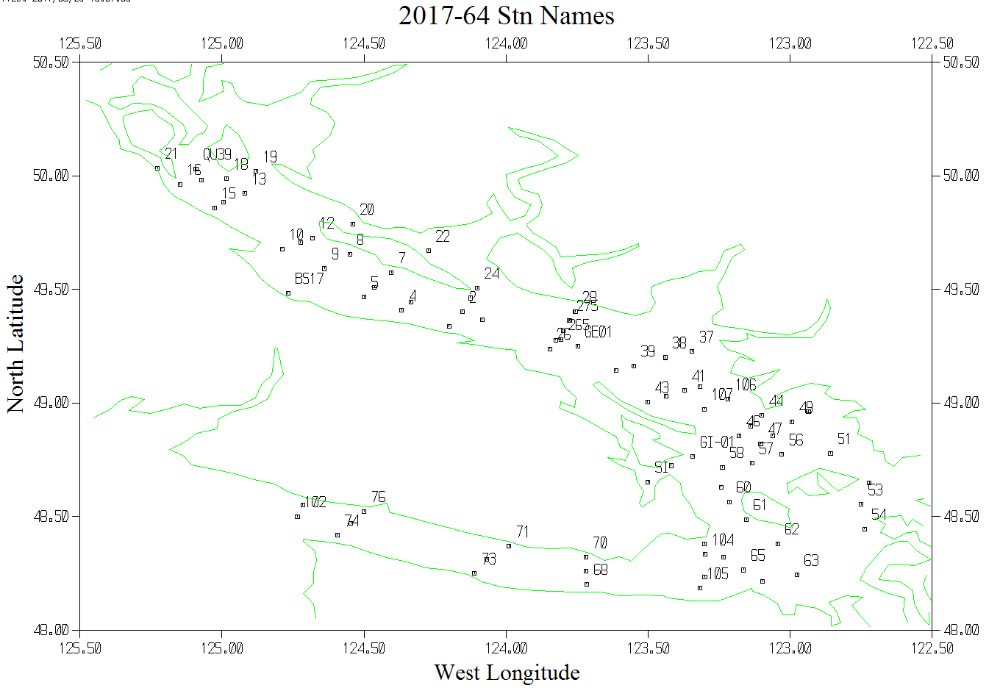 2017-64 Stn Names
125.50 125.00 124.50 124.00 123.50 123.00 122.50
50.50 50.50
21 QU39 19
16 18
50.00 13 50.00
15
20
12
10 8 22
9 7
BS17 5 24
49.50 49.50
4 2 28
275
265 GE01
26
39 38 37
43 41 106
107
49.00 44 49 49.00
46 47
GI-01 57 56 51
58
SI
60 53
102 76 61
48.50 74 54 48.50
71 70 62
73 104
68 65 63
105
48.00 48.00
125.50 125.00 124.50 124.00 123.50 123.00 122.50
West Longitude
North Latitude